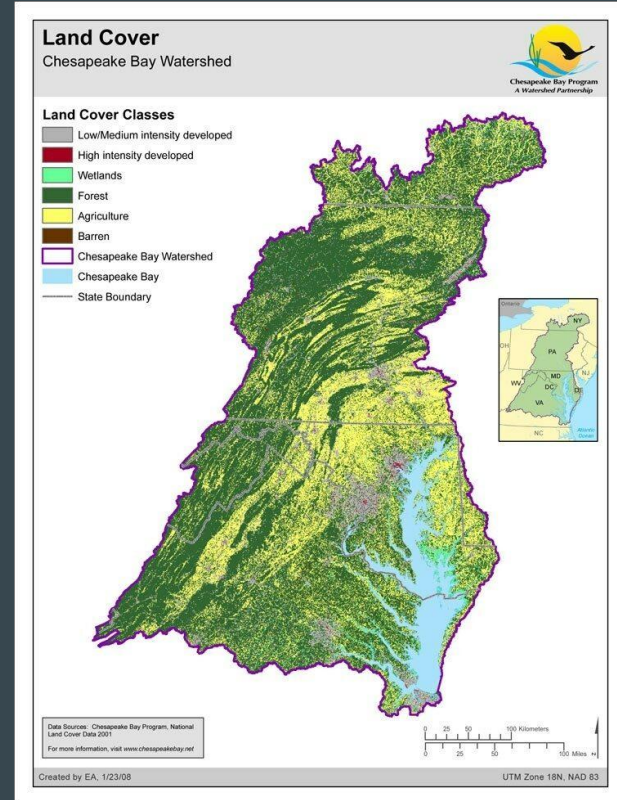 Land Cover
Chesapeake Bay Watershed
Chesapeake Bay Program
A Watershed Partnership
Land Cover Classes
Low/Medium intensity developed
High intensity developed
Wetlands
Forest
Agriculture
Barren
Chesapeake Bay Watershed
Chesapeake Bay
State Boundary
Ontario
NY
OH
PA
NJ
MD
WV
DC
DE
VA
NC
Atlantic
Ocean
Data Sources: Chesapeake Bay Program, National
Land Cover Data 2001
For more information, visit www.chesapeakebay.net
0 25 50 100 Kilometers
0 25 50 100 Miles
N
Created by EA, 1/23/08
UTM Zone 18N, NAD 83